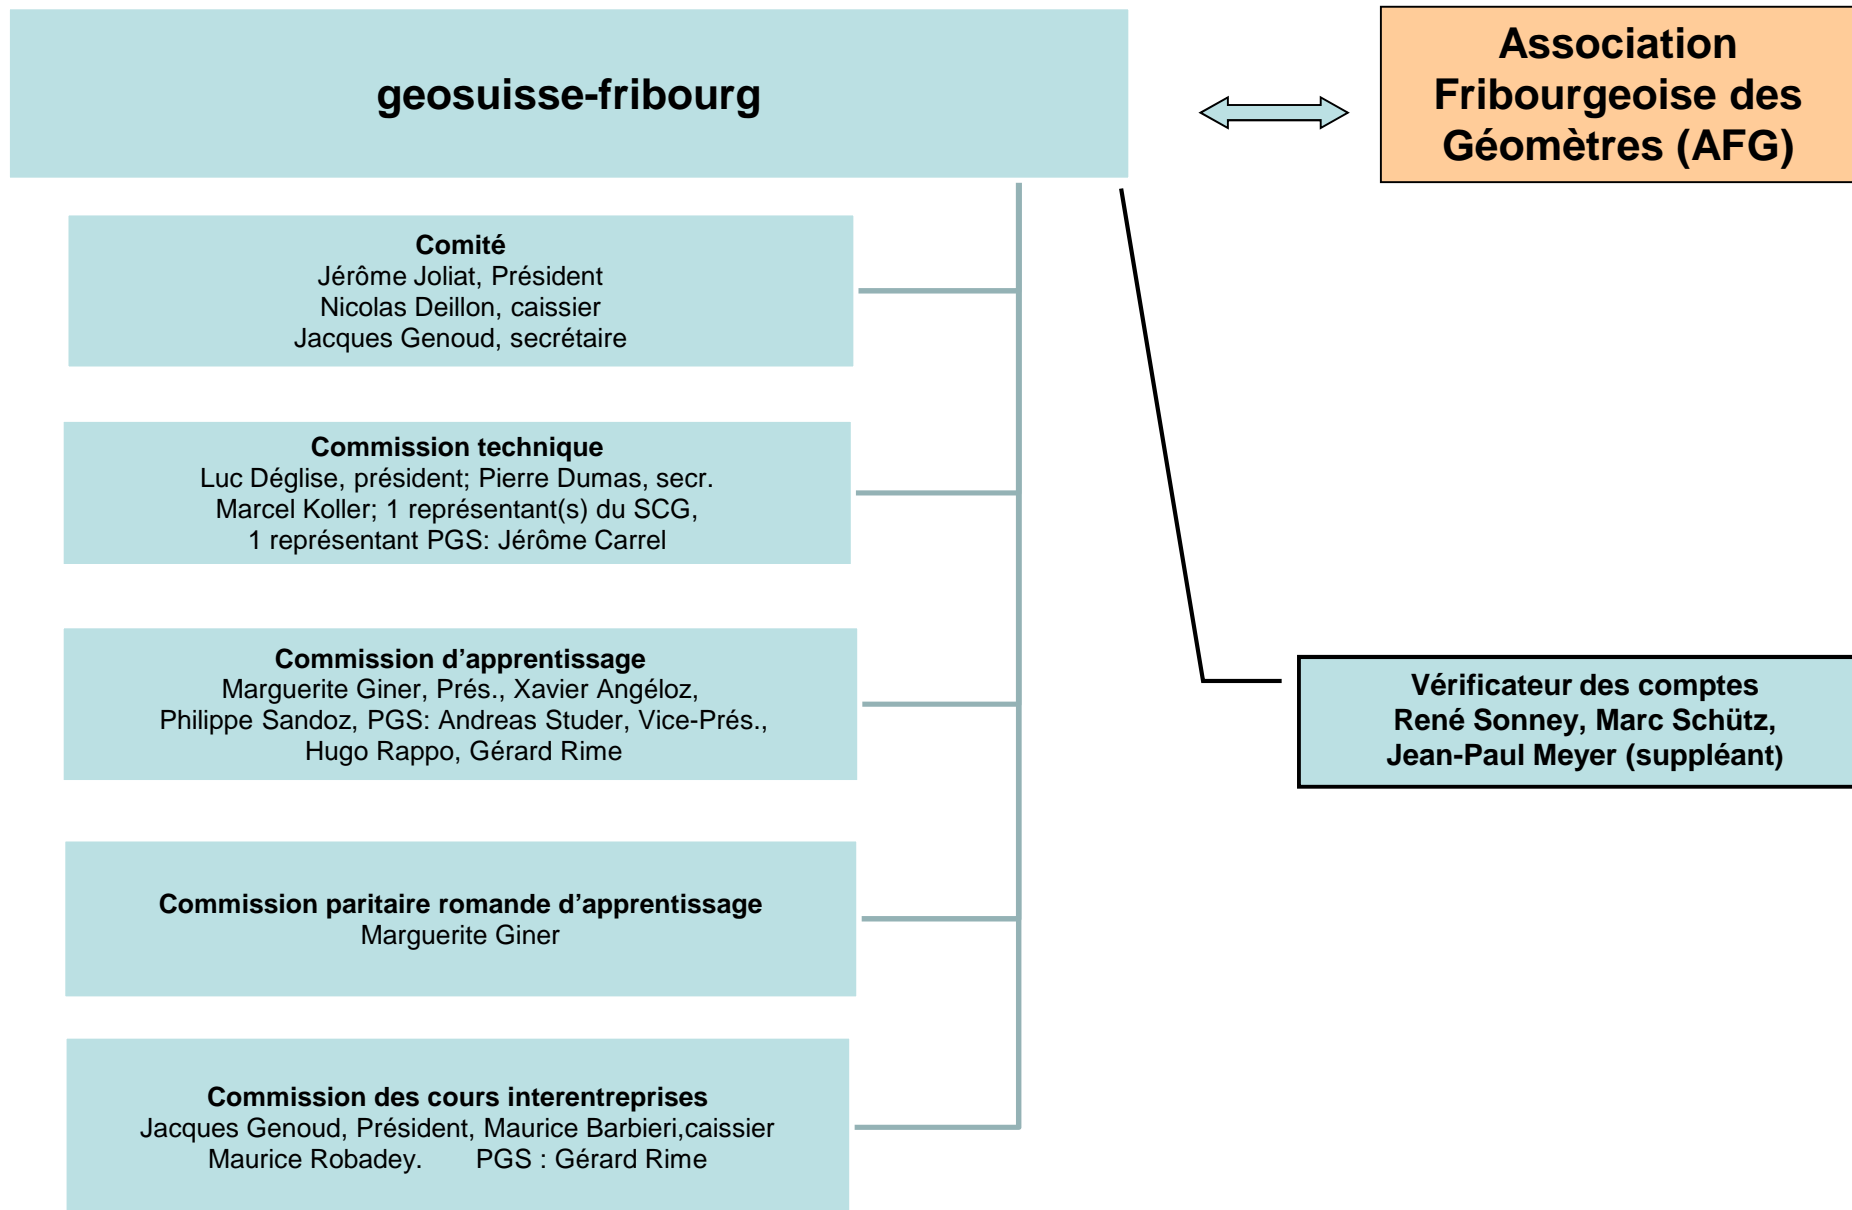 geosuisse-fribourg
Association
Fribourgeoise des
Géomètres (AFG)
Comité
Jérôme Joliat, Président
Nicolas Deillon, caissier
Jacques Genoud, secrétaire
Commission technique
Luc Déglise, président; Pierre Dumas, secr.
Marcel Koller; 1 représentant(s) du SCG,
1 représentant PGS: Jérôme Carrel
Commission d’apprentissage
Marguerite Giner, Prés., Xavier Angéloz,
Philippe Sandoz, PGS: Andreas Studer, Vice-Prés.,
Hugo Rappo, Gérard Rime
Vérificateur des comptes
René Sonney, Marc Schütz,
Jean-Paul Meyer (suppléant)
Commission paritaire romande d’apprentissage
Marguerite Giner
Commission des cours interentreprises
Jacques Genoud, Président, Maurice Barbieri,caissier
Maurice Robadey. PGS : Gérard Rime